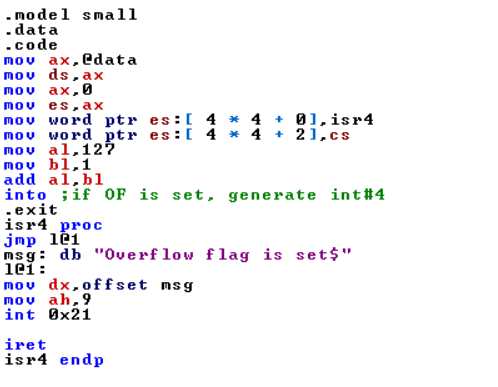 .model small
.data
.code
mov ax,@data
mov ds,ax
mov ax,0
mov es,ax
mov word ptr es:[ 4 * 4 + 0],isr4
mov word ptr es:[ 4 * 4 + 2],cs
mov al,127
mov bl,1
add al,bl
into ;if OF is set, generate int#4
.exit
isr4 proc
jmp l@1
msg: db "Overflow flag is set$"
l@1:
mov dx,offset msg
mov ah,9
int 0x21
iret
isr4 endp